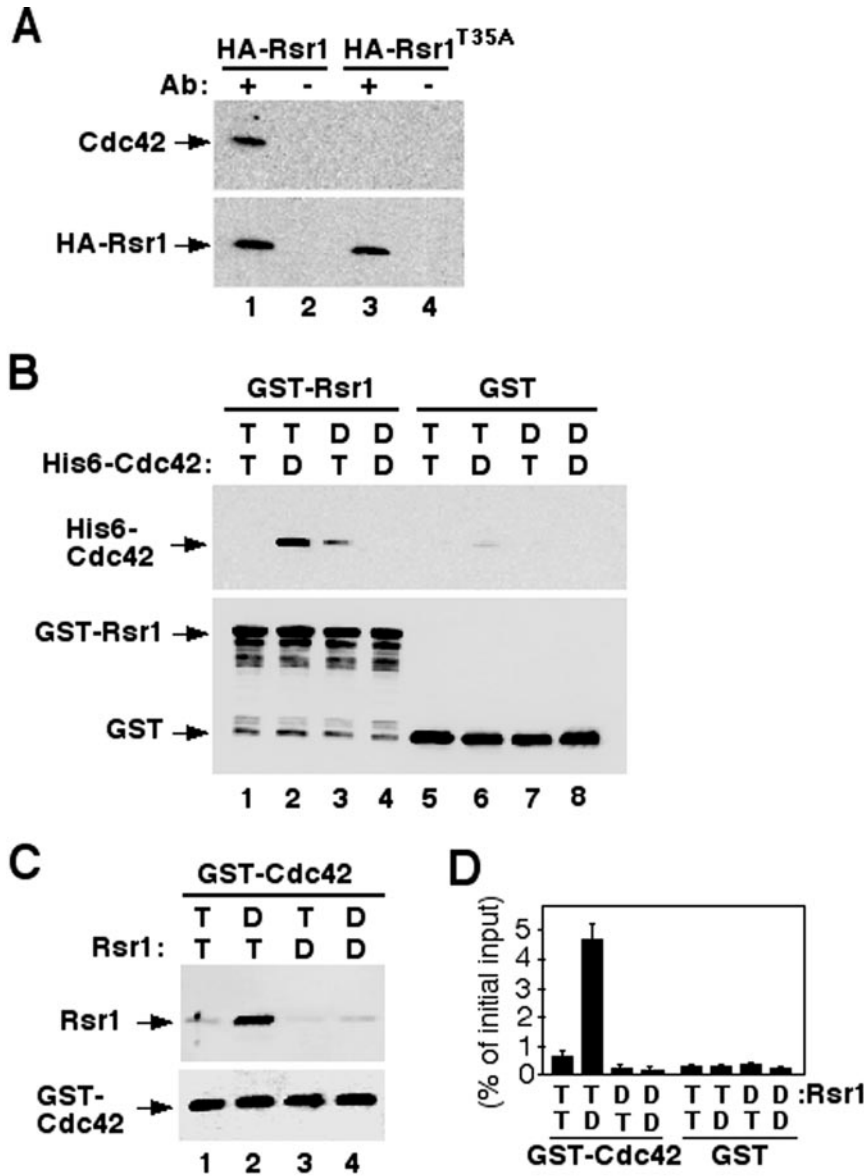 A
HA-Rsr1 HA-Rsr1T35A
Ab: + - + -
Cdc42
HA-Rsr1
1 2 3 4
B
GST-Rsr1 GST
T T D D T T D D
His6-Cdc42: T D T D T D T D
His6-
Cdc42
GST-Rsr1
GST
1 2 3 4 5 6 7 8
C
GST-Cdc42
T D T D
Rsr1: T T D D
Rsr1
GST-
Cdc42
1 2 3 4
D
(% of initial input)
5
4
3
2
1
0
T T D D T T D D :Rsr1
T D T D T D T D
GST-Cdc42 GST